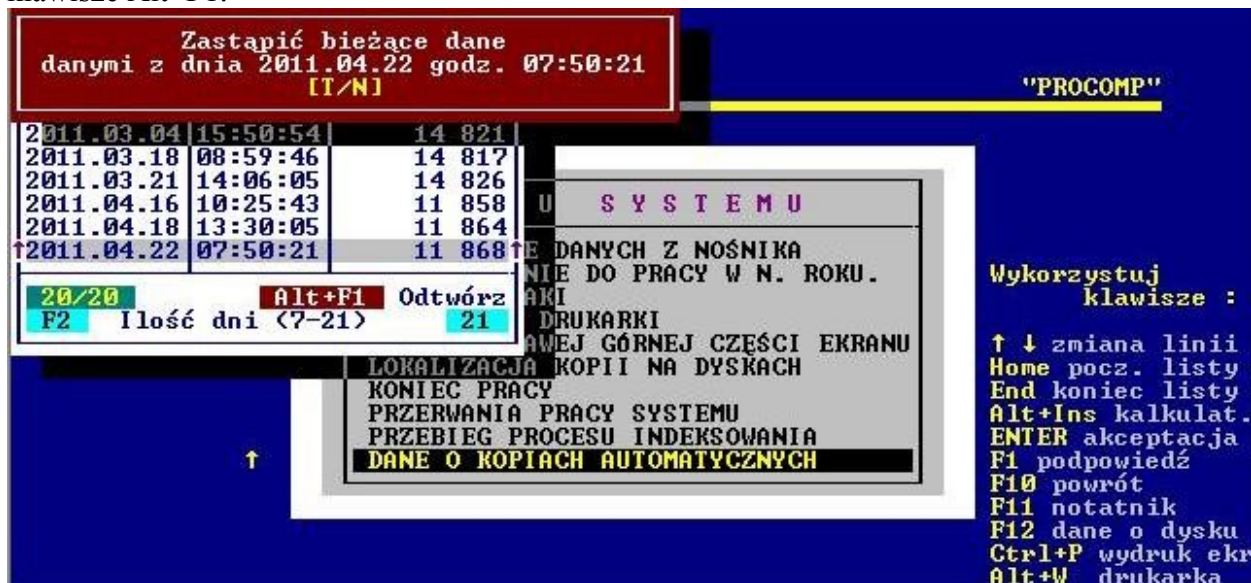 Zastąpić bieżące dane
danymi z dnia 2011.04.22 godz. 07:50:21
[T/N]
"PROCOMP"
2011.03.04 15:50:54 14 821
2011.03.18 08:59:46 14 817
2011.03.21 14:06:05 14 826
2011.04.16 10:25:43 11 858
2011.04.18 13:30:05 11 864
↑2011.04.22 07:50:21 11 868↑
20/20 Alt+F1 Odtwórz
F2 Ilość dni (7-21) 21
U SYSTEMU
E DANYCH Z NOŚNIKA
NIE DO PRACY W N. ROKU.
AKI
DRUKARKI
AWEJ GÓRNEJ CZĘŚCI EKRANU
LOKALIZACJA KOPII NA DYSKACH
KONIEC PRACY
PRZERWANIA PRACY SYSTEMU
PRZEBIEG PROCESU INDEKSOWANIA
↑ DANE O KOPIACH AUTOMATYCZNYCH
Wykorzystuj
klawisze :
↑ ↓ zmiana linii
Home pocz. listy
End koniec listy
Alt+Ins kalkulat.
ENTER akceptacja
F1 podpowiedź
F10 powrót
F11 notatnik
F12 dane o dysku
Ctrl+P wydruk ekr
Alt+W drukarka